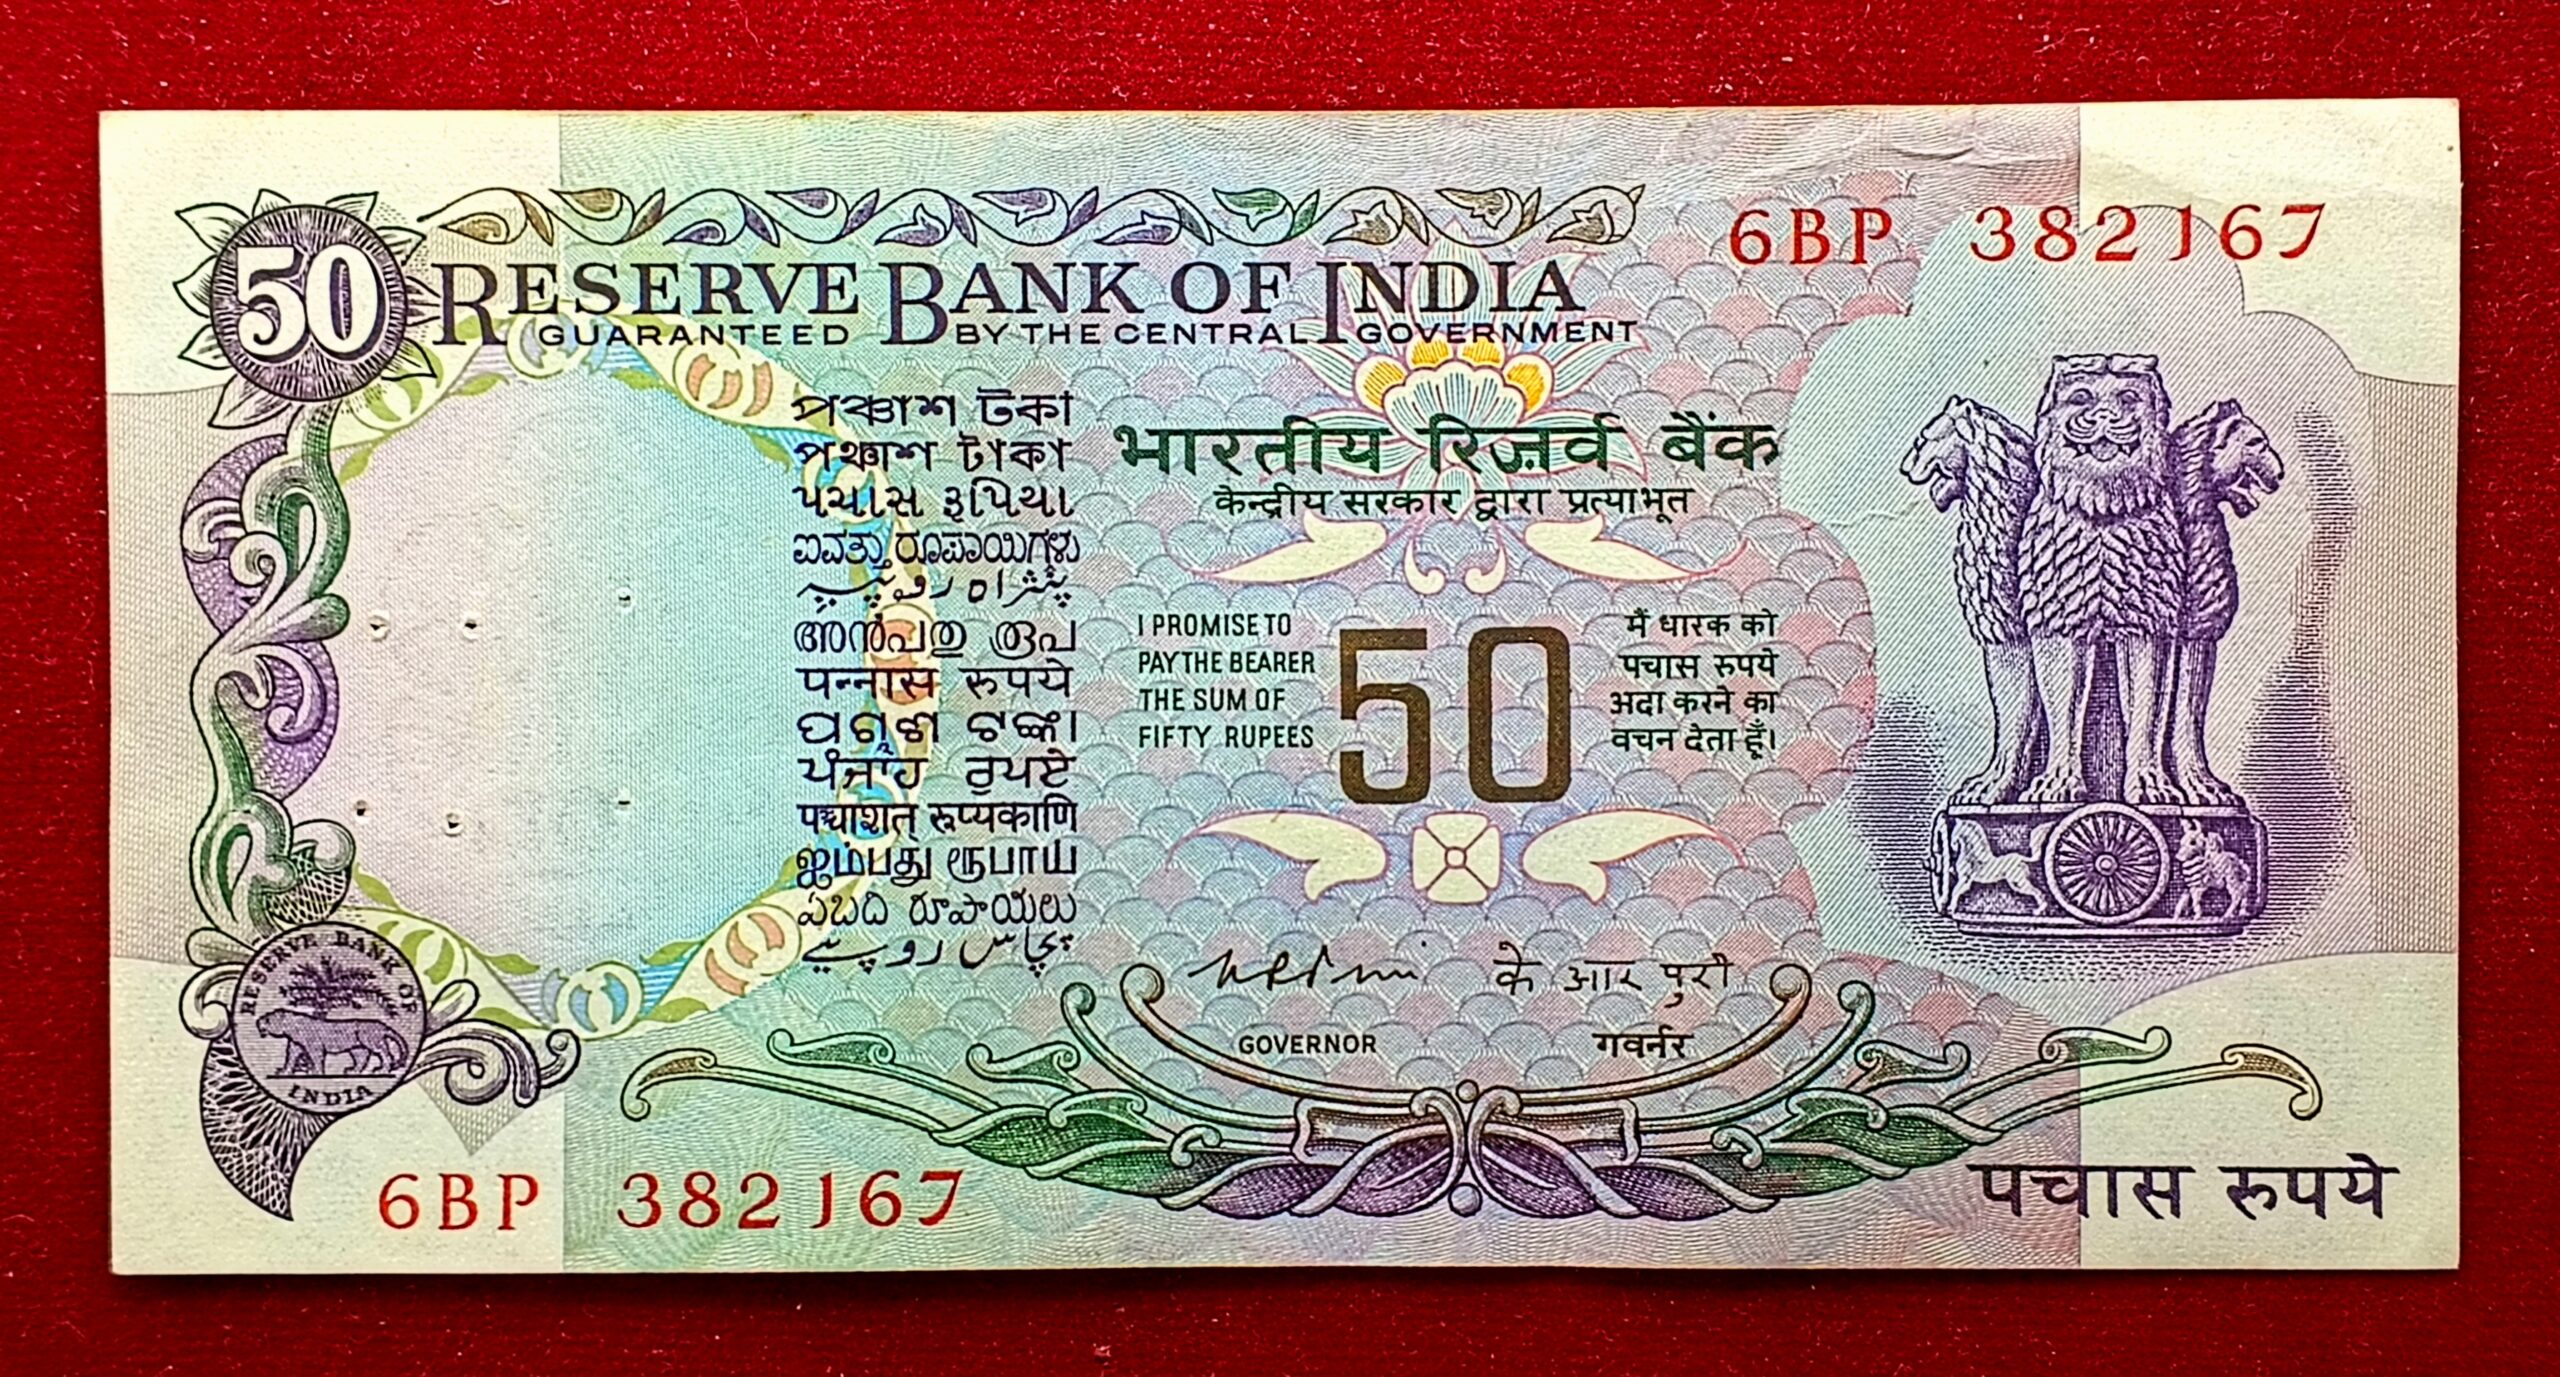 50
6BP 382167
RESERVE BANK OF INDIA
GUARANTEED BY THE CENTRAL GOVERNMENT
পঞ্চাশ টকা
পঞ্চাশ টাকা
પચાસ રૂપિયા
ಐವತ್ತು ರೂಪಾಯಿಗಳು
پَنٛژاہ رۄپیہِ
അൻപതു രൂപ
पन्नास रुपये
ପଚାଶ ଟଙ୍କା
ਪੰਜਾਹ ਰੁਪਏ
पञ्चाशत् रूप्यकाणि
ஐம்பது ரூபாய்
ఏబది రూపాయిలు
پچاس روپیے
भारतीय रिज़र्व बैंक
केन्द्रीय सरकार द्वारा प्रत्याभूत
I PROMISE TO
PAY THE BEARER
THE SUM OF
FIFTY RUPEES
50
मैं धारक को
पचास रुपये
अदा करने का
वचन देता हूँ।
के आर पुरी
GOVERNOR गवर्नर
RESERVE BANK OF INDIA
6BP 382167
पचास रुपये